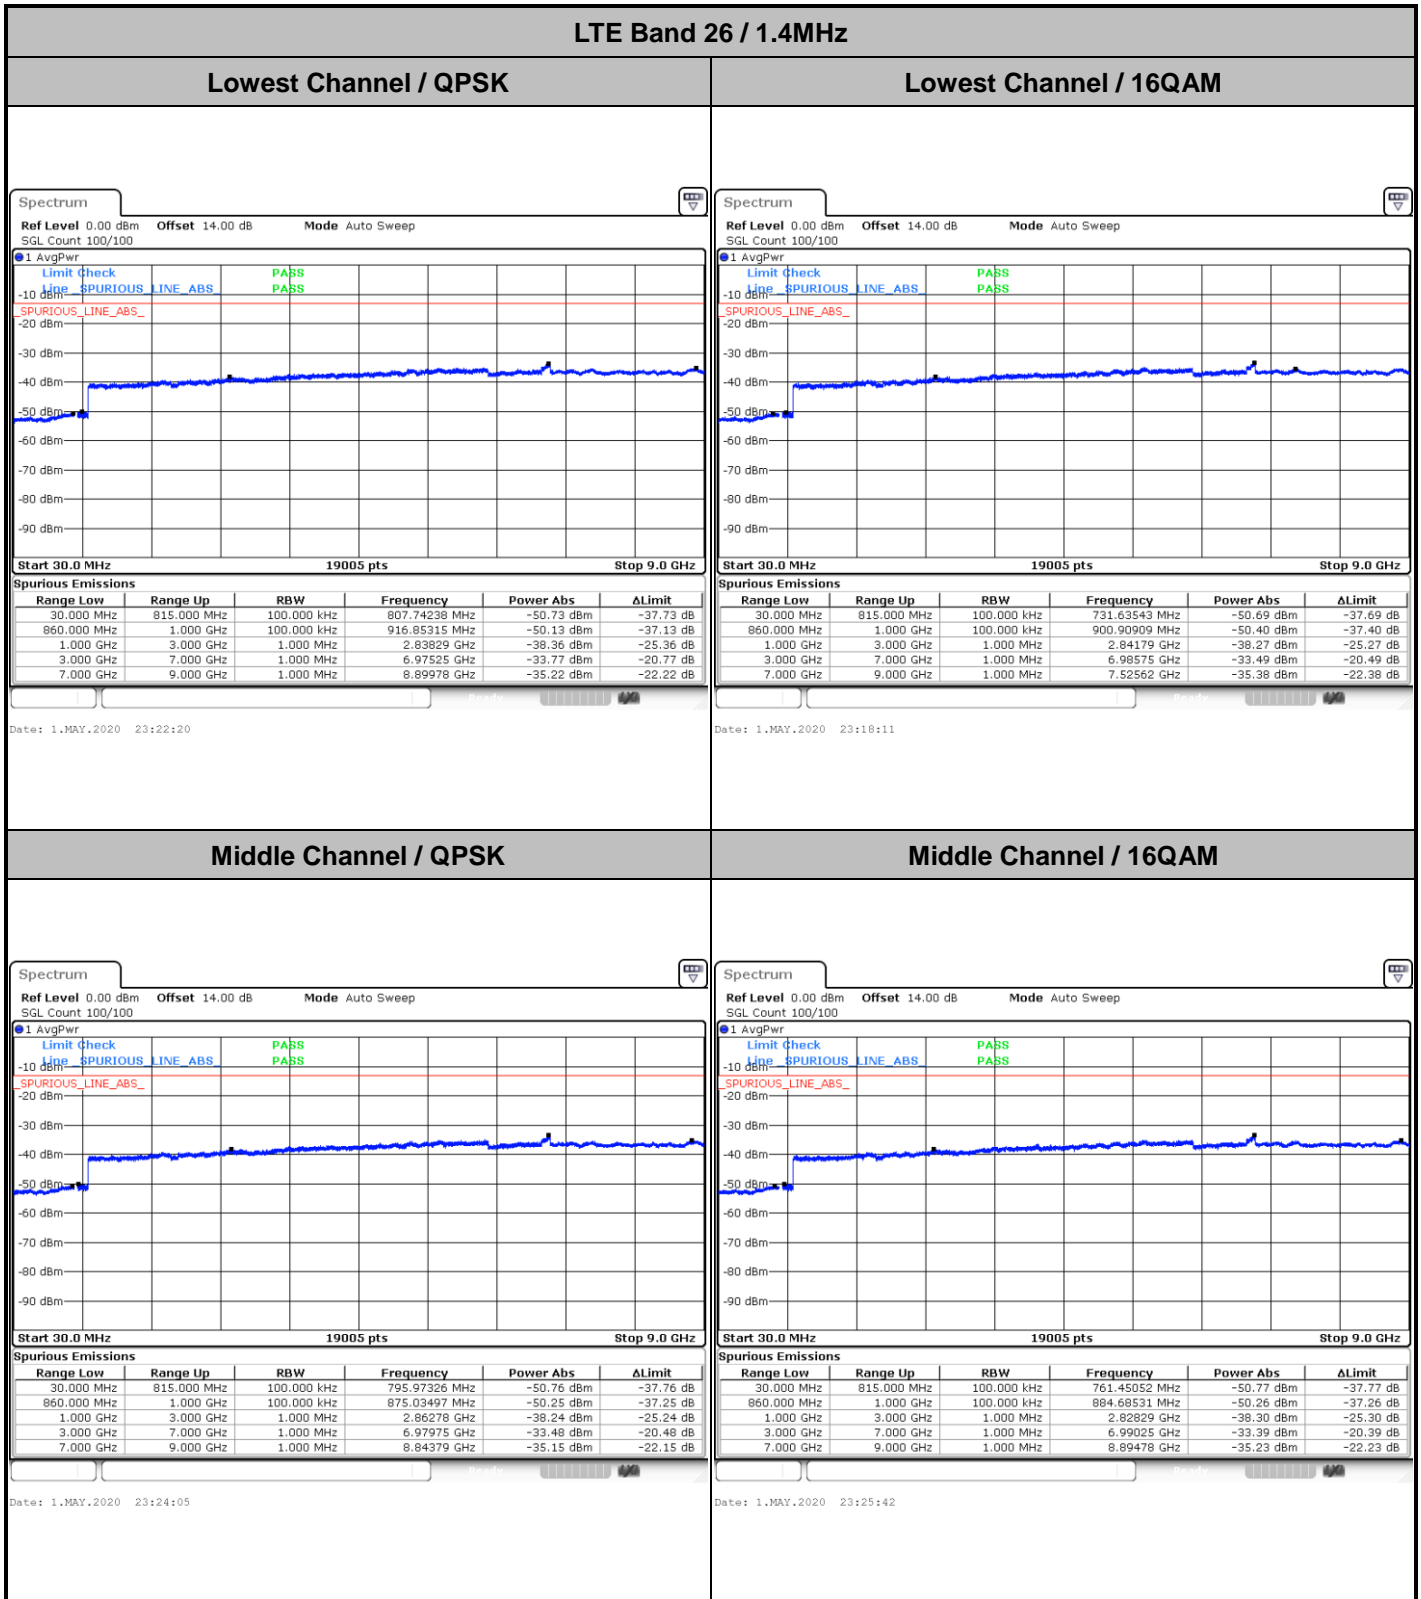 LTE Band 26 / 1.4MHz
Lowest Channel / QPSK
Lowest Channel / 16QAM
Spectrum
Ref Level 0.00 dBm Offset 14.00 dB Mode Auto Sweep
SGL Count 100/100
1 AvgPwr
Limit Check PASS
Line _SPURIOUS_LINE_ABS_ PASS
-10 dBm
_SPURIOUS_LINE_ABS_
-20 dBm
-30 dBm
-40 dBm
-50 dBm
-60 dBm
-70 dBm
-80 dBm
-90 dBm
Start 30.0 MHz 19005 pts Stop 9.0 GHz
Spurious Emissions
Range Low Range Up RBW Frequency Power Abs ΔLimit
30.000 MHz 815.000 MHz 100.000 kHz 807.74238 MHz -50.73 dBm -37.73 dB
860.000 MHz 1.000 GHz 100.000 kHz 916.85315 MHz -50.13 dBm -37.13 dB
1.000 GHz 3.000 GHz 1.000 MHz 2.83829 GHz -38.36 dBm -25.36 dB
3.000 GHz 7.000 GHz 1.000 MHz 6.97525 GHz -33.77 dBm -20.77 dB
7.000 GHz 9.000 GHz 1.000 MHz 8.89978 GHz -35.22 dBm -22.22 dB
Date: 1.MAY.2020 23:22:20
Spectrum
Ref Level 0.00 dBm Offset 14.00 dB Mode Auto Sweep
SGL Count 100/100
1 AvgPwr
Limit Check PASS
Line _SPURIOUS_LINE_ABS_ PASS
-10 dBm
_SPURIOUS_LINE_ABS_
-20 dBm
-30 dBm
-40 dBm
-50 dBm
-60 dBm
-70 dBm
-80 dBm
-90 dBm
Start 30.0 MHz 19005 pts Stop 9.0 GHz
Spurious Emissions
Range Low Range Up RBW Frequency Power Abs ΔLimit
30.000 MHz 815.000 MHz 100.000 kHz 731.63543 MHz -50.69 dBm -37.69 dB
860.000 MHz 1.000 GHz 100.000 kHz 900.90909 MHz -50.40 dBm -37.40 dB
1.000 GHz 3.000 GHz 1.000 MHz 2.84179 GHz -38.27 dBm -25.27 dB
3.000 GHz 7.000 GHz 1.000 MHz 6.98575 GHz -33.49 dBm -20.49 dB
7.000 GHz 9.000 GHz 1.000 MHz 7.52562 GHz -35.38 dBm -22.38 dB
Ready
Date: 1.MAY.2020 23:18:11
Middle Channel / QPSK
Middle Channel / 16QAM
Spectrum
Ref Level 0.00 dBm Offset 14.00 dB Mode Auto Sweep
SGL Count 100/100
1 AvgPwr
Limit Check PASS
Line _SPURIOUS_LINE_ABS_ PASS
-10 dBm
_SPURIOUS_LINE_ABS_
-20 dBm
-30 dBm
-40 dBm
-50 dBm
-60 dBm
-70 dBm
-80 dBm
-90 dBm
Start 30.0 MHz 19005 pts Stop 9.0 GHz
Spurious Emissions
Range Low Range Up RBW Frequency Power Abs ΔLimit
30.000 MHz 815.000 MHz 100.000 kHz 795.97326 MHz -50.76 dBm -37.76 dB
860.000 MHz 1.000 GHz 100.000 kHz 875.03497 MHz -50.25 dBm -37.25 dB
1.000 GHz 3.000 GHz 1.000 MHz 2.86278 GHz -38.24 dBm -25.24 dB
3.000 GHz 7.000 GHz 1.000 MHz 6.97975 GHz -33.48 dBm -20.48 dB
7.000 GHz 9.000 GHz 1.000 MHz 8.84379 GHz -35.15 dBm -22.15 dB
Ready
Date: 1.MAY.2020 23:24:05
Spectrum
Ref Level 0.00 dBm Offset 14.00 dB Mode Auto Sweep
SGL Count 100/100
1 AvgPwr
Limit Check PASS
Line _SPURIOUS_LINE_ABS_ PASS
-10 dBm
_SPURIOUS_LINE_ABS_
-20 dBm
-30 dBm
-40 dBm
-50 dBm
-60 dBm
-70 dBm
-80 dBm
-90 dBm
Start 30.0 MHz 19005 pts Stop 9.0 GHz
Spurious Emissions
Range Low Range Up RBW Frequency Power Abs ΔLimit
30.000 MHz 815.000 MHz 100.000 kHz 761.45052 MHz -50.77 dBm -37.77 dB
860.000 MHz 1.000 GHz 100.000 kHz 884.68531 MHz -50.26 dBm -37.26 dB
1.000 GHz 3.000 GHz 1.000 MHz 2.82829 GHz -38.30 dBm -25.30 dB
3.000 GHz 7.000 GHz 1.000 MHz 6.99025 GHz -33.39 dBm -20.39 dB
7.000 GHz 9.000 GHz 1.000 MHz 8.89478 GHz -35.23 dBm -22.23 dB
Ready
Date: 1.MAY.2020 23:25:42